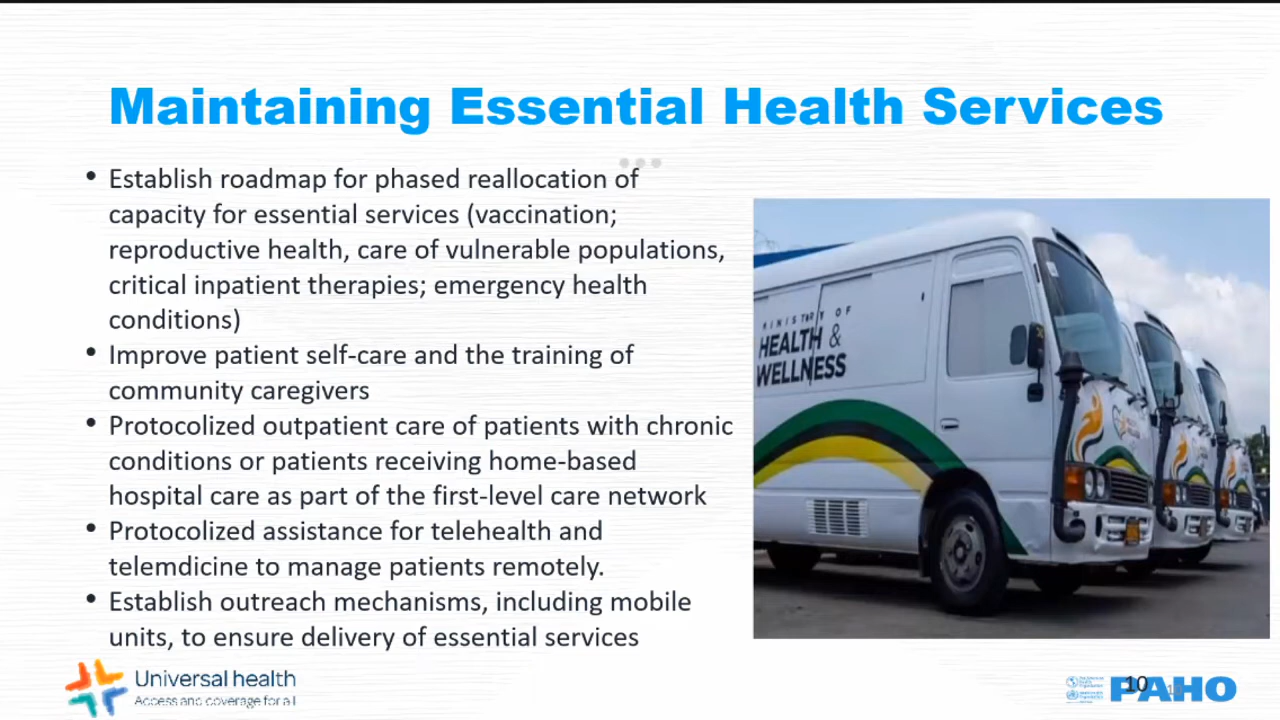 Maintaining Essential Health Services
• Establish roadmap for phased reallocation of
capacity for essential services (vaccination;
reproductive health, care of vulnerable populations,
critical inpatient therapies; emergency health
conditions)
• Improve patient self-care and the training of
community caregivers
• Protocolized outpatient care of patients with chronic
conditions or patients receiving home-based
hospital care as part of the first-level care network
• Protocolized assistance for telehealth and
telemdicine to manage patients remotely.
• Establish outreach mechanisms, including mobile
units, to ensure delivery of essential services
MINISTRY OF
HEALTH &
WELLNESS
Universal health
Access and coverage for all
10
PAHO